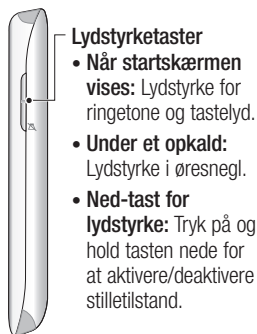 Lydstyretaster
• Når startskærmen
vises: Lydstyrke for
ringetone og tastelyd.
• Under et opkald:
Lydstyrke i øresnegl.
• Ned-tast for
lydstyrke: Tryk på og
hold tasten nede for
at aktivere/deaktivere
stilletilstand.